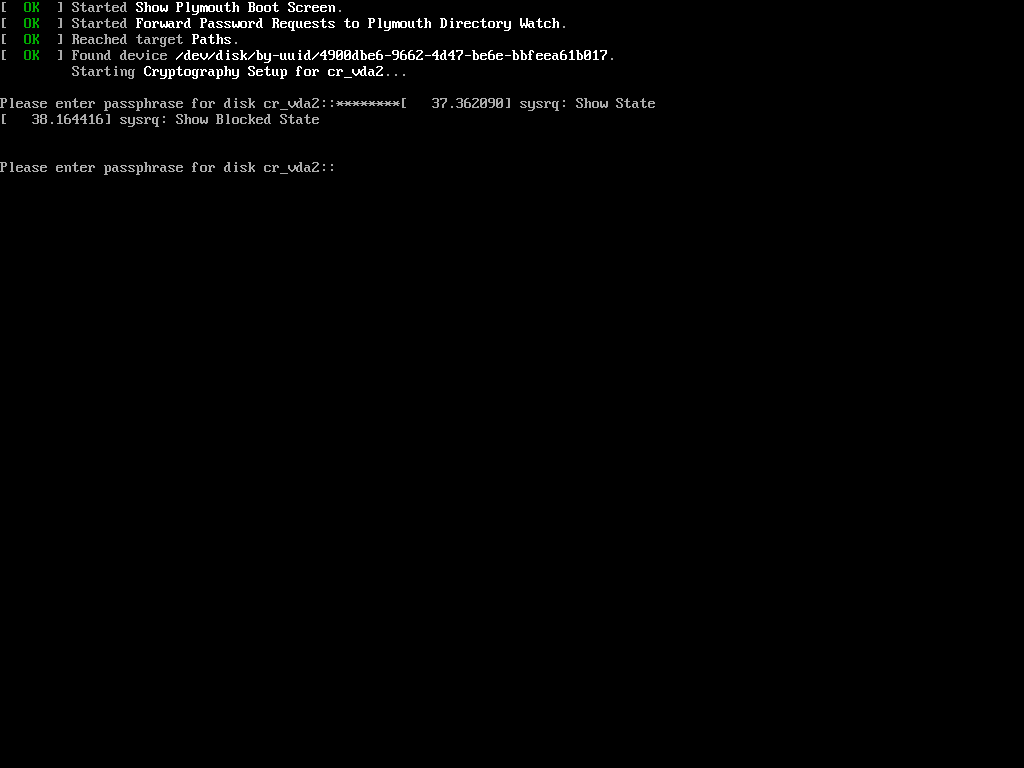 [  OK  ] Started Show Plymouth Boot Screen.
[  OK  ] Started Forward Password Requests to Plymouth Directory Watch.
[  OK  ] Reached target Paths.
[  OK  ] Found device /dev/disk/by-uuid/4900dbe6-9662-4d47-be6e-bbfeea61b017.
         Starting Cryptography Setup for cr_vda2...
Please enter passphrase for disk cr_vda2::********[   37.362090] sysrq: Show State
[   38.164416] sysrq: Show Blocked State
Please enter passphrase for disk cr_vda2::